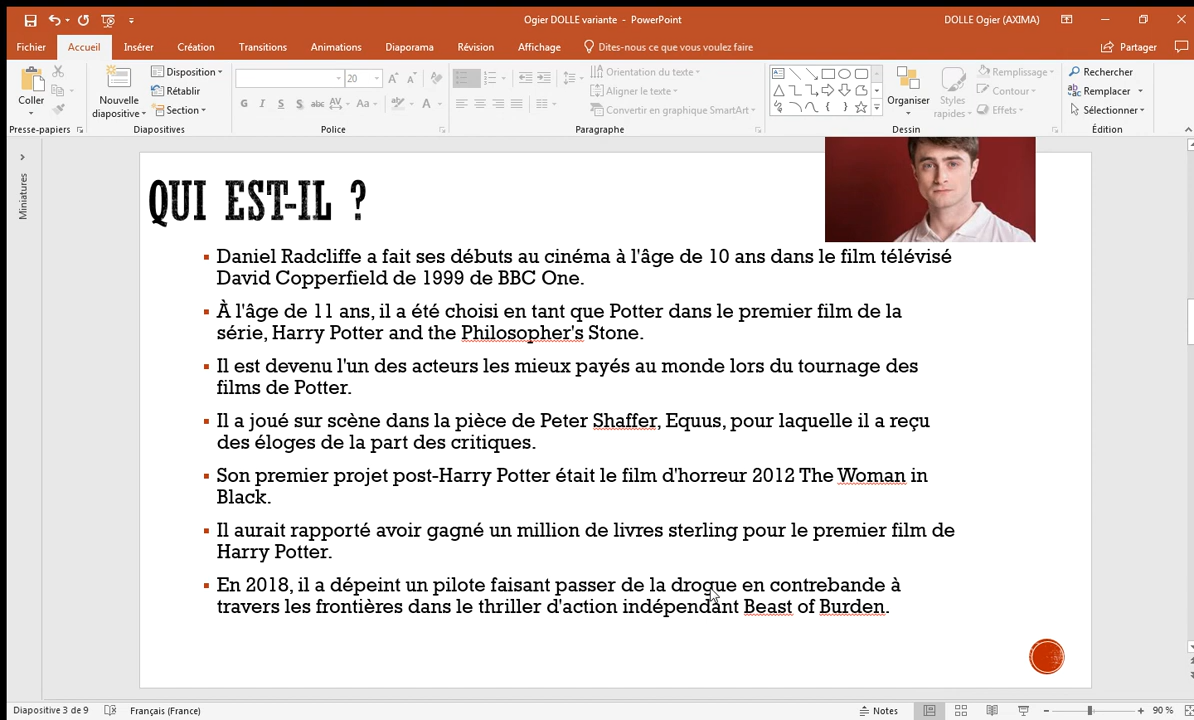 Ogier DOLLE variante - PowerPoint
DOLLE Ogier (AXIMA)
Fichier
Accueil
Insérer
Création
Transitions
Animations
Diaporama
Révision
Affichage
Dites-nous ce que vous voulez faire
Partager
Coller
Nouvelle
diapositive
Disposition
Rétablir
Section
20
G I S S abc AV Aa A
Orientation du texte
Aligner le texte
Convertir en graphique SmartArt
Organiser
Styles
rapides
Remplissage
Contour
Effets
Rechercher
Remplacer
Sélectionner
Presse-papiers
Diapositives
Police
Paragraphe
Dessin
Édition
Miniatures
QUI EST-IL ?
Daniel Radcliffe a fait ses débuts au cinéma à l'âge de 10 ans dans le film télévisé
David Copperfield de 1999 de BBC One.
À l'âge de 11 ans, il a été choisi en tant que Potter dans le premier film de la
série, Harry Potter and the Philosopher's Stone.
Il est devenu l'un des acteurs les mieux payés au monde lors du tournage des
films de Potter.
Il a joué sur scène dans la pièce de Peter Shaffer, Equus, pour laquelle il a reçu
des éloges de la part des critiques.
Son premier projet post-Harry Potter était le film d'horreur 2012 The Woman in
Black.
Il aurait rapporté avoir gagné un million de livres sterling pour le premier film de
Harry Potter.
En 2018, il a dépeint un pilote faisant passer de la drogue en contrebande à
travers les frontières dans le thriller d'action indépendant Beast of Burden.
Diapositive 3 de 9
Français (France)
Notes
90 %